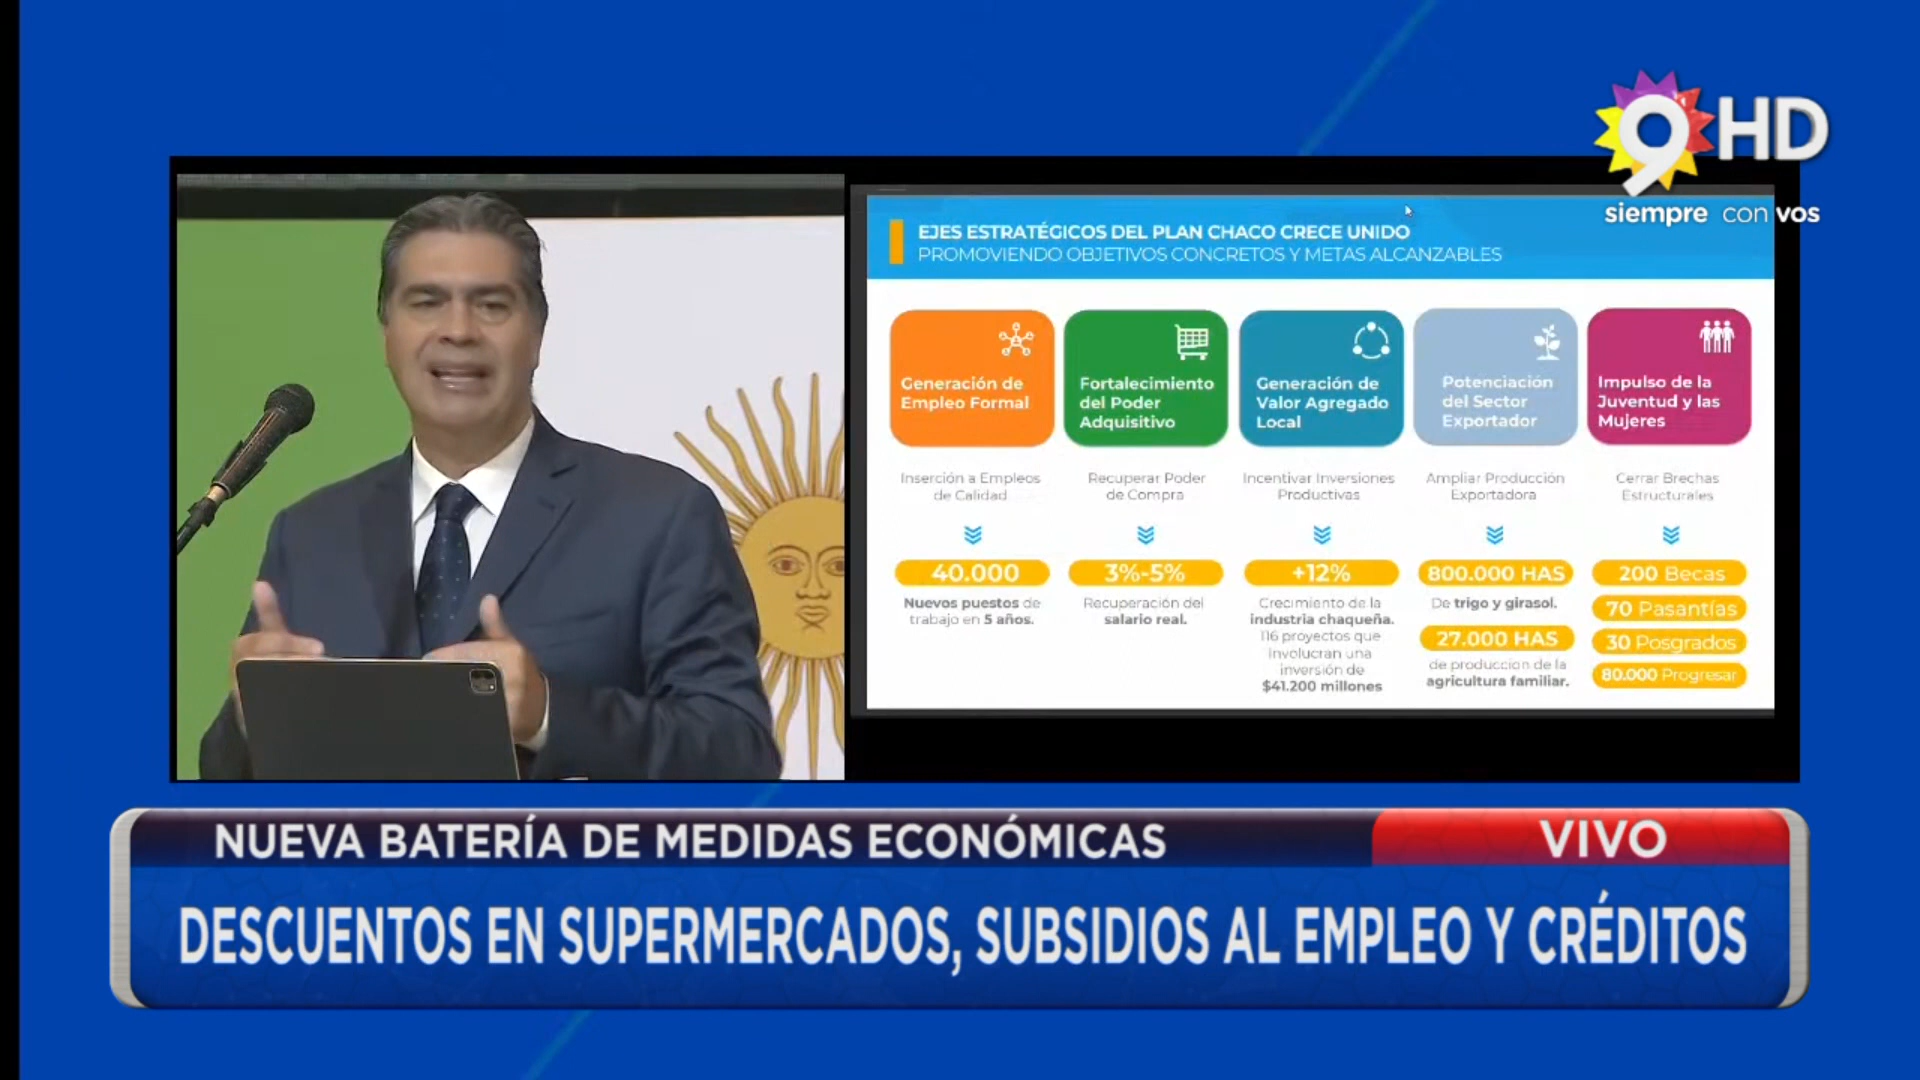 9 HD
siempre con vos
EJES ESTRATÉGICOS DEL PLAN CHACO CRECE UNIDO
PROMOVIENDO OBJETIVOS CONCRETOS Y METAS ALCANZABLES
Generación de
Empleo Formal
Inserción a Empleos
de Calidad
40.000
Nuevos puestos de
trabajo en 5 años.
Fortalecimiento
del Poder
Adquisitivo
Recuperar Poder
de Compra
3%-5%
Recuperación del
salario real.
Generación de
Valor Agregado
Local
Incentivar Inversiones
Productivas
+12%
Crecimiento de la
industria chaqueña.
116 proyectos que
involucran una
inversión de
$41.200 millones
Potenciación
del Sector
Exportador
Ampliar Producción
Exportadora
800.000 HAS
De trigo y girasol.
27.000 HAS
de produccion de la
agricultura familiar.
Impulso de la
Juventud y las
Mujeres
Cerrar Brechas
Estructurales
200 Becas
70 Pasantías
30 Posgrados
80.000 Progresar
NUEVA BATERÍA DE MEDIDAS ECONÓMICAS
VIVO
DESCUENTOS EN SUPERMERCADOS, SUBSIDIOS AL EMPLEO Y CRÉDITOS